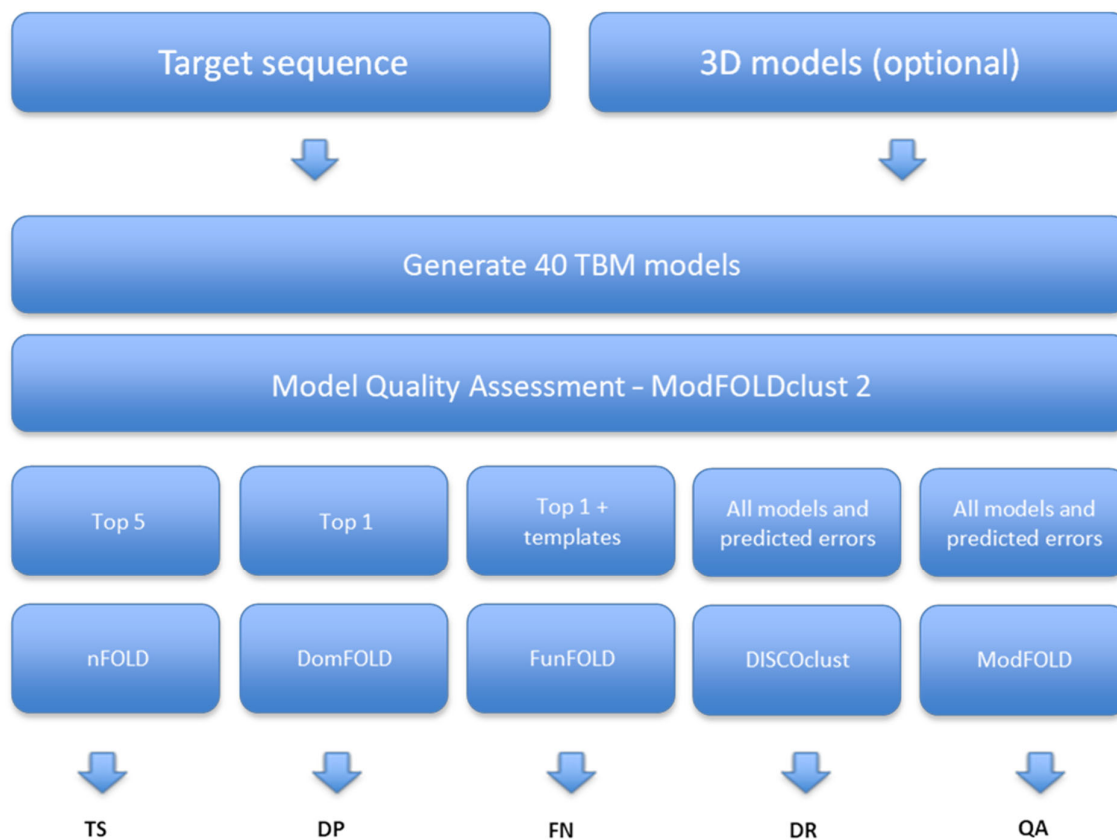 Target sequence
3D models (optional)
Generate 40 TBM models
Model Quality Assessment – ModFOLDclust 2
Top 5
Top 1
Top 1 +
templates
All models and
predicted errors
All models and
predicted errors
nFOLD
DomFOLD
FunFOLD
DISCOclust
ModFOLD
TS
DP
FN
DR
QA